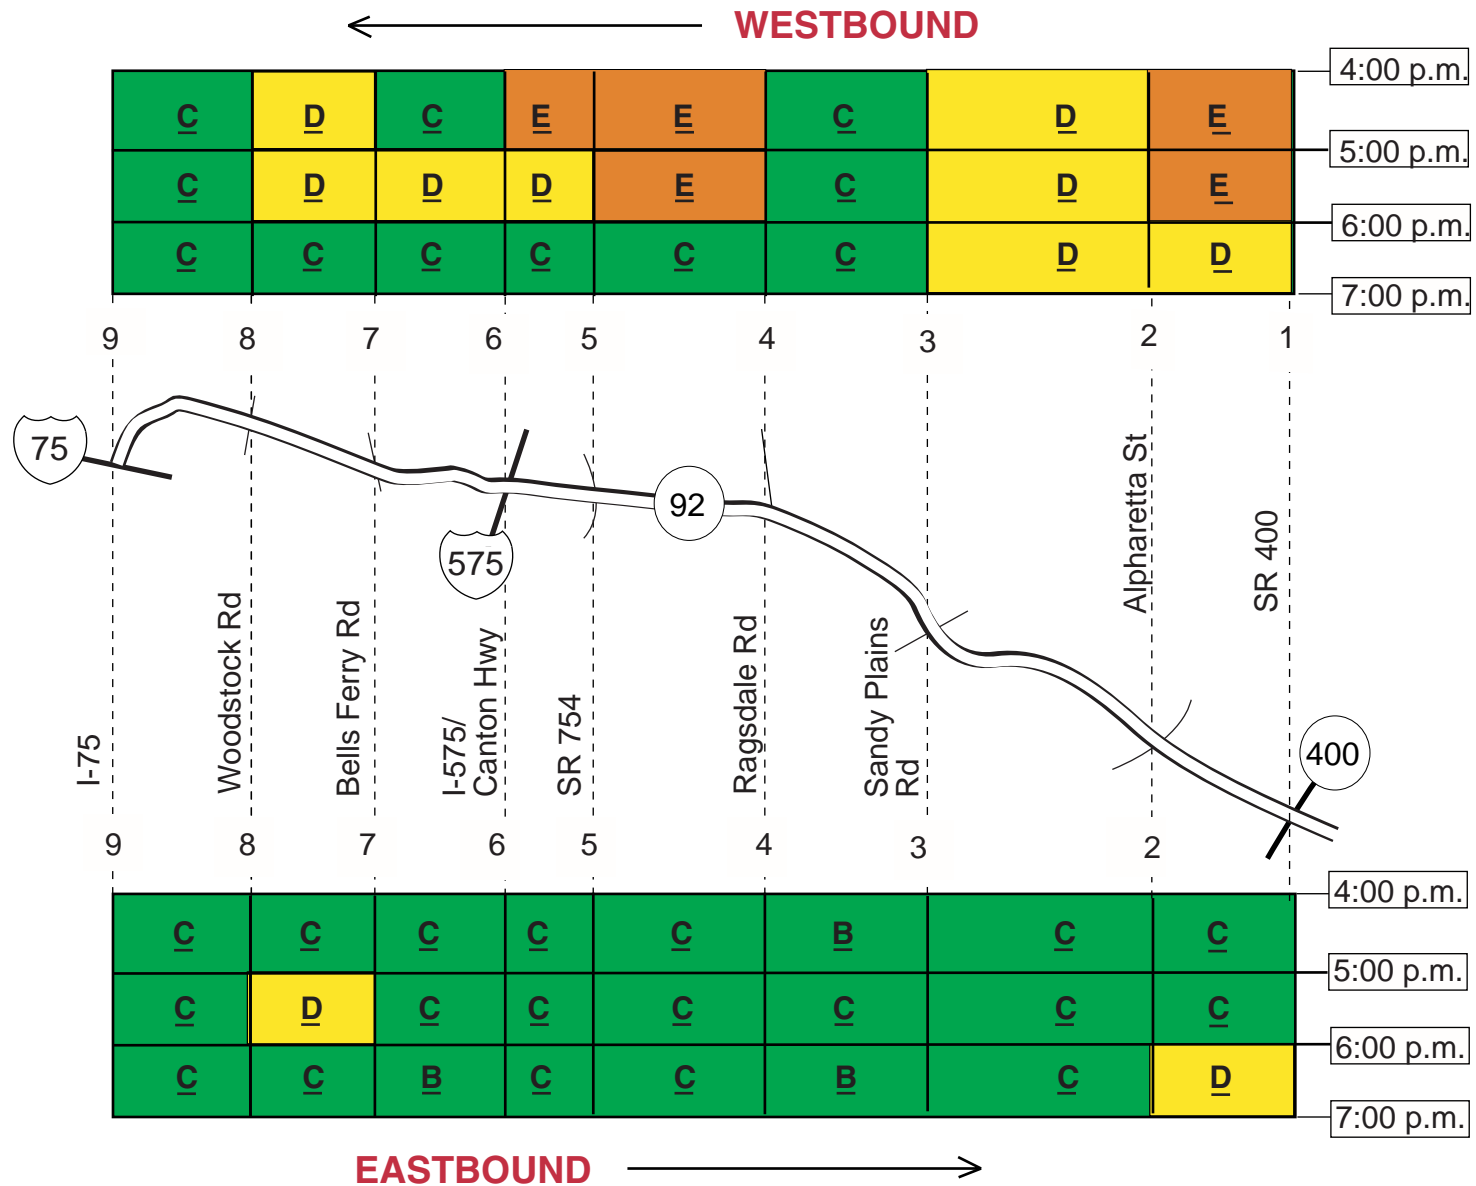 WESTBOUND
4:00 p.m.
C D C E E C D E
5:00 p.m.
C D D D E C D E
6:00 p.m.
C C C C C C D D
7:00 p.m.
9 8 7 6 5 4 3 2 1
75
575
92
400
I-75
Woodstock Rd
Bells Ferry Rd
I-575/
Canton Hwy
SR 754
Ragsdale Rd
Sandy Plains
Rd
Alpharetta St
SR 400
9 8 7 6 5 4 3 2
4:00 p.m.
C C C C C B C C
5:00 p.m.
C D C C C C C C
6:00 p.m.
C C B C C B C D
7:00 p.m.
EASTBOUND